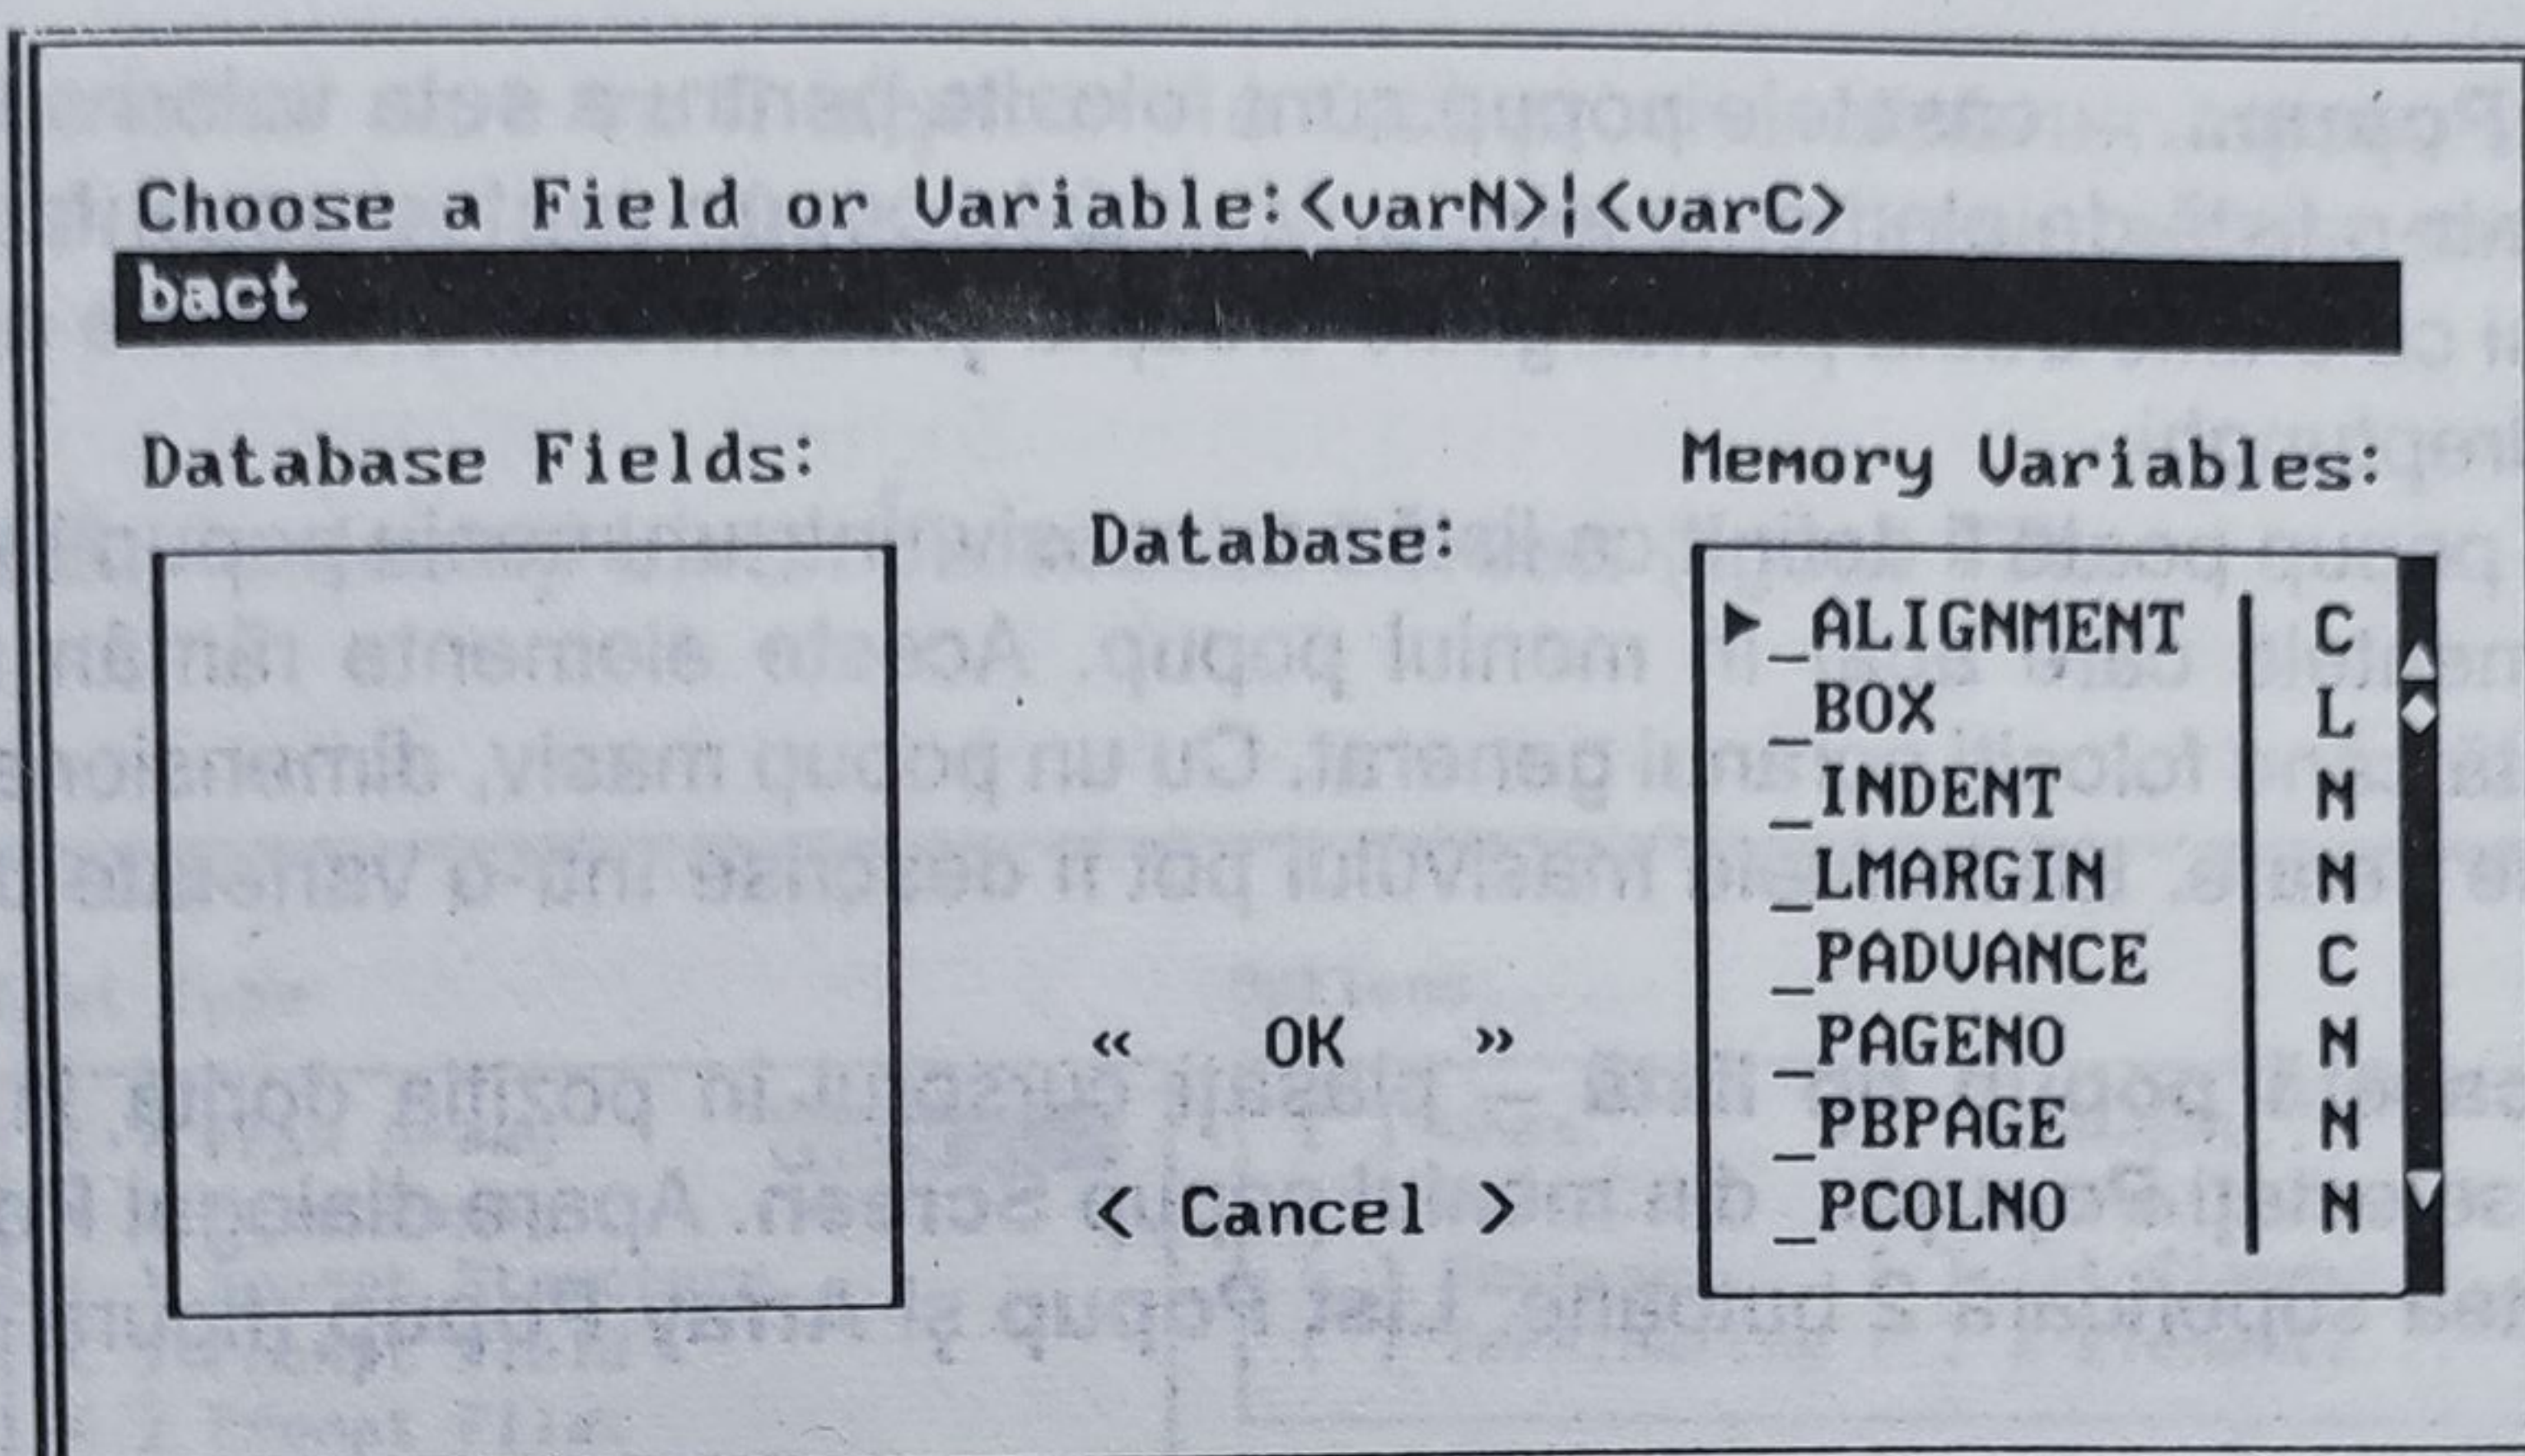 Choose a Field or Variable:<varN>¦<varC>
bact
Database Fields:
Database:
« OK »
< Cancel >
Memory Variables:
►_ALIGNMENT | C
_BOX | L
_INDENT | N
_LMARGIN | N
_PADVANCE | C
_PAGENO | N
_PBPAGE | N
_PCOLNO | N